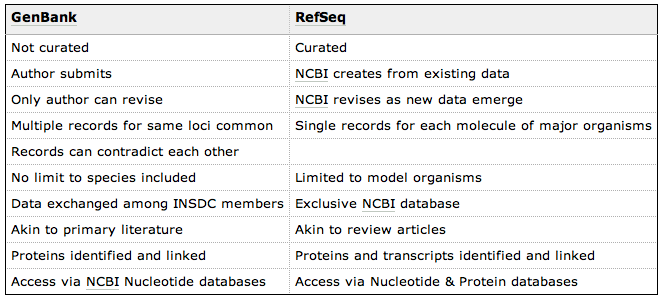 GenBank RefSeq
Not curated Curated
Author submits NCBI creates from existing data
Only author can revise NCBI revises as new data emerge
Multiple records for same loci common Single records for each molecule of major organisms
Records can contradict each other
No limit to species included Limited to model organisms
Data exchanged among INSDC members Exclusive NCBI database
Akin to primary literature Akin to review articles
Proteins identified and linked Proteins and transcripts identified and linked
Access via NCBI Nucleotide databases Access via Nucleotide & Protein databases